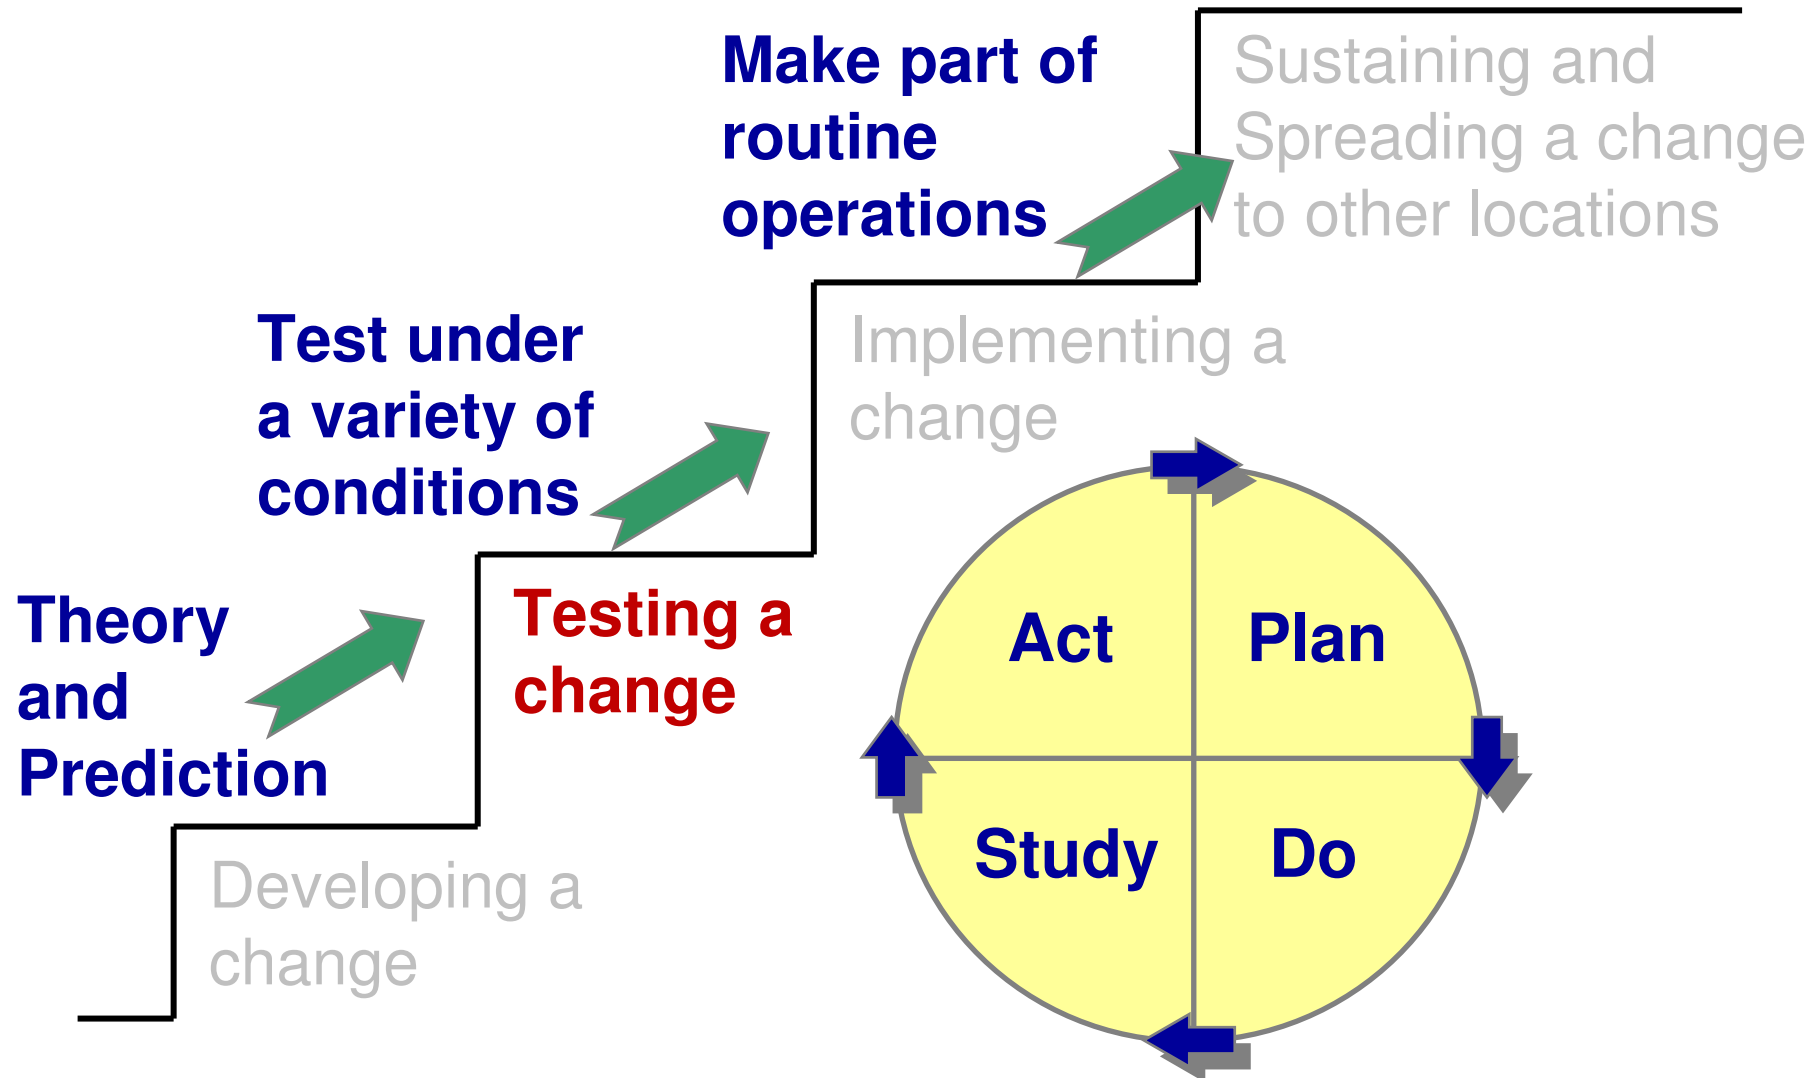 Make part of
routine
operations
Sustaining and
Spreading a change
to other locations
Test under
a variety of
conditions
Implementing a
change
Theory
and
Prediction
Testing a
change
Developing a
change
Act
Plan
Study
Do